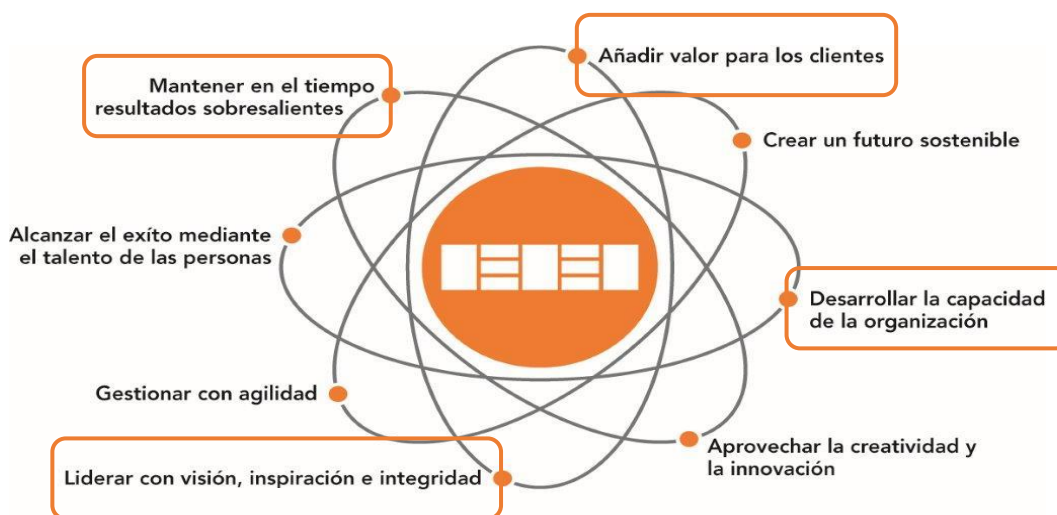 Añadir valor para los clientes
Mantener en el tiempo
resultados sobresalientes
Crear un futuro sostenible
Alcanzar el exíto mediante
el talento de las personas
Desarrollar la capacidad
de la organización
Gestionar con agilidad
Aprovechar la creatividad y
la innovación
Liderar con visión, inspiración e integridad